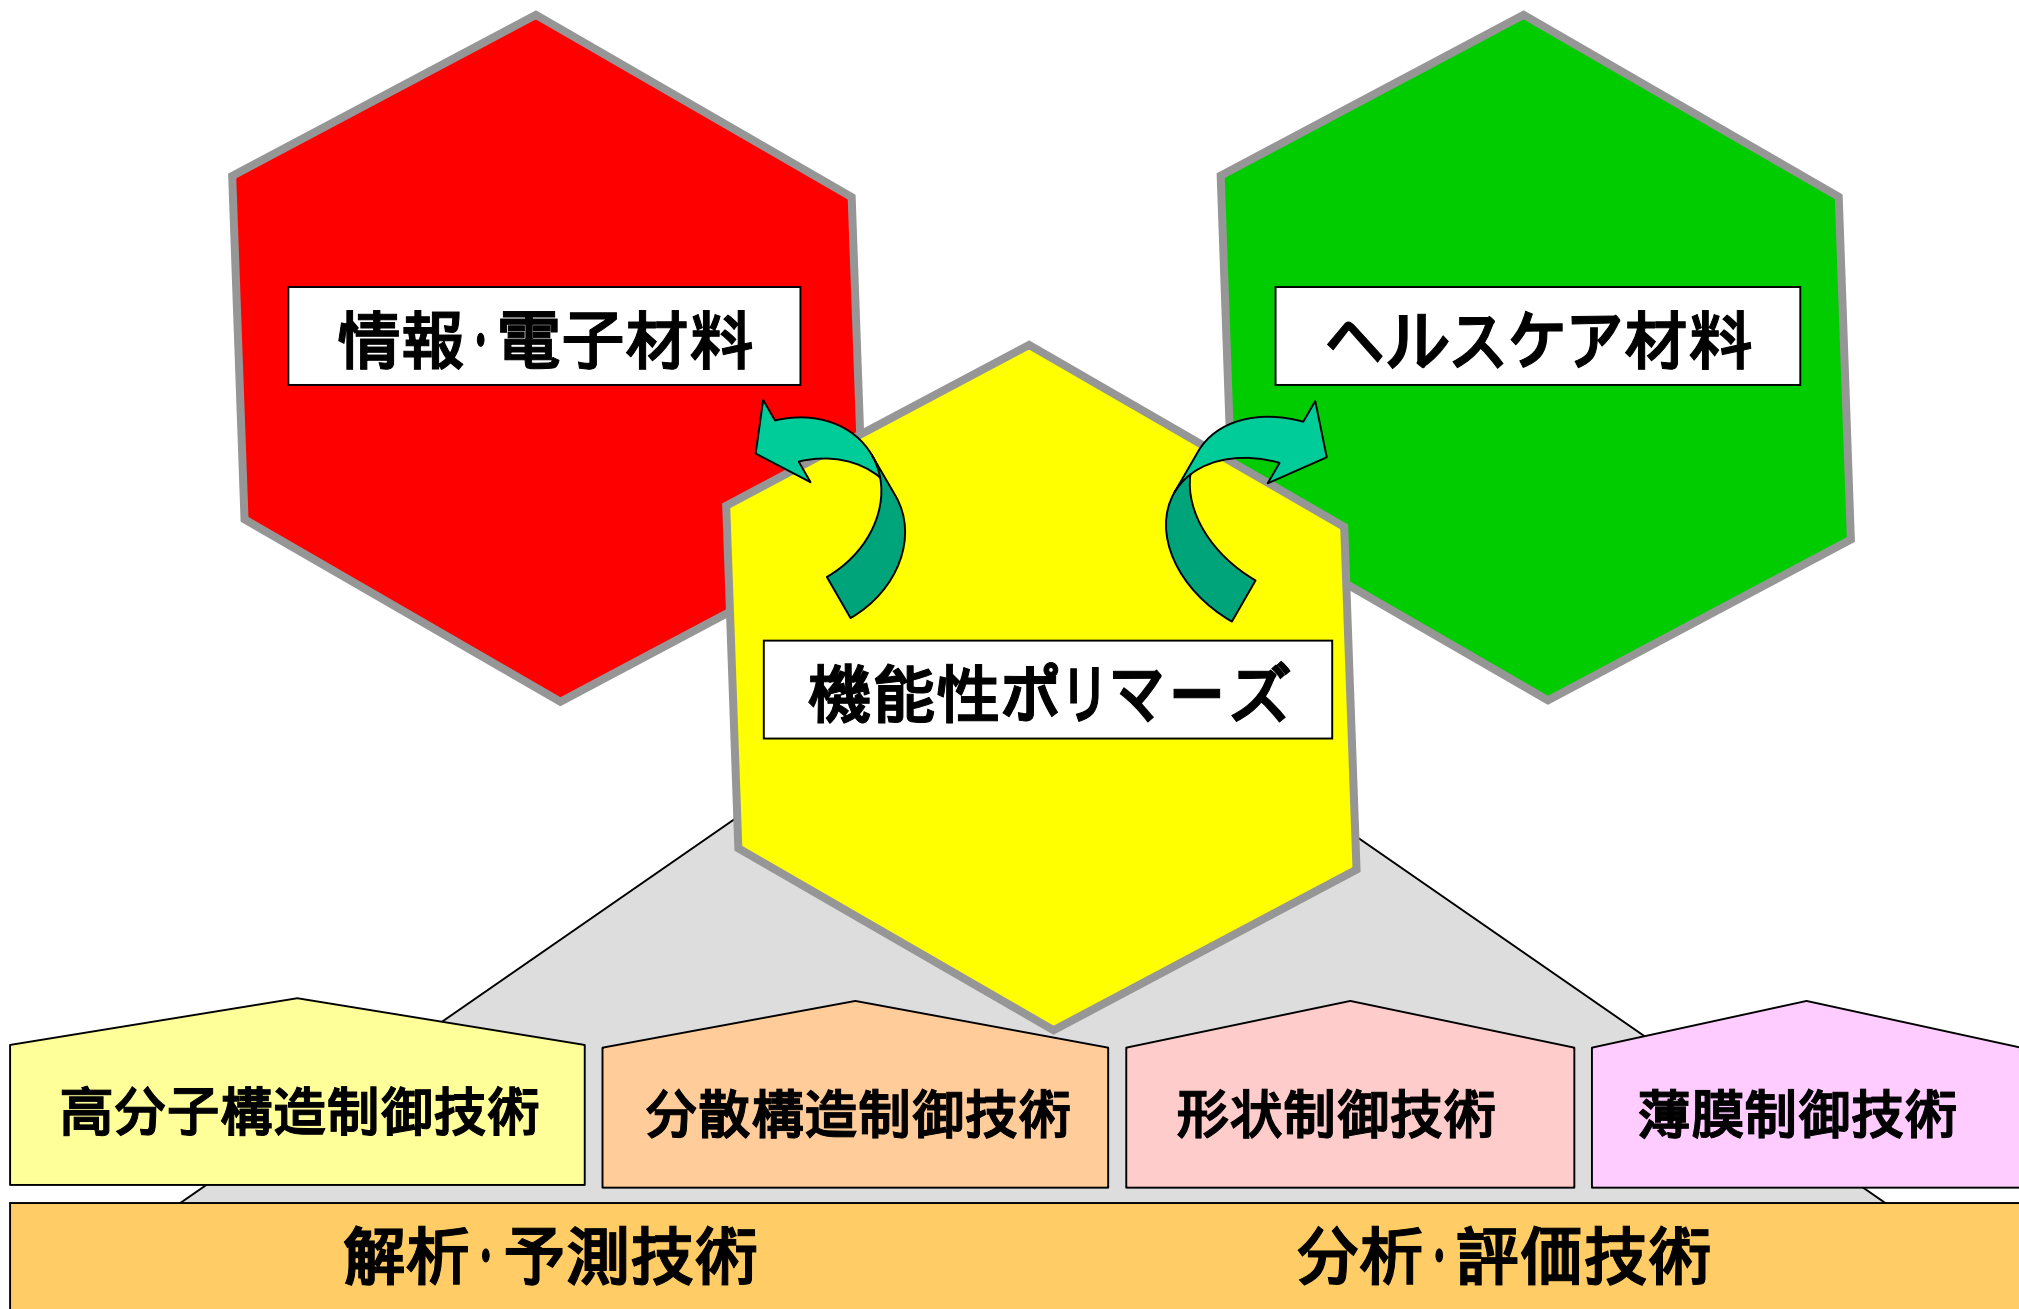 情報・電子材料
ヘルスケア材料
機能性ポリマーズ
高分子構造制御技術
分散構造制御技術
形状制御技術
薄膜制御技術
解析・予測技術
分析・評価技術